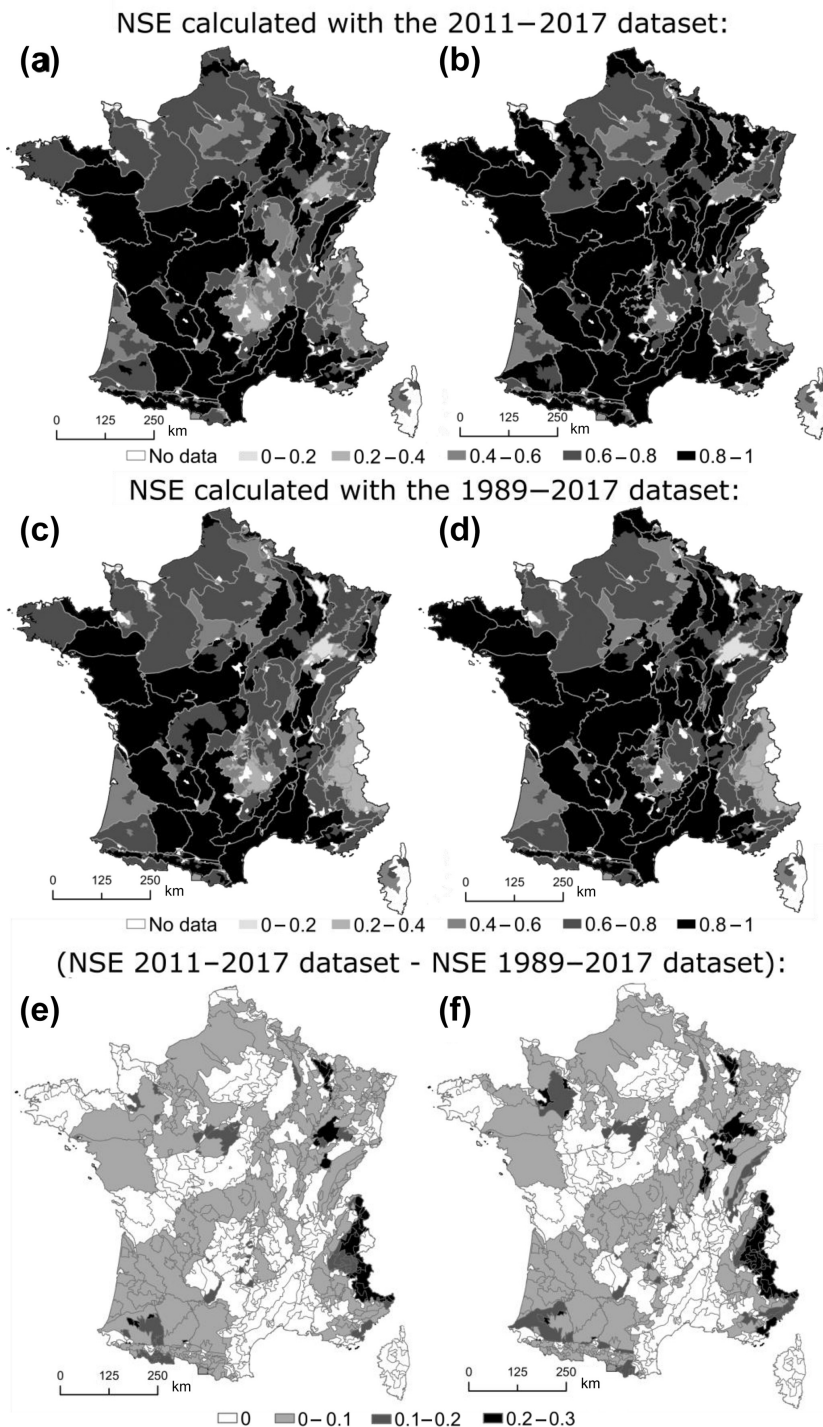 NSE calculated with the 2011–2017 dataset:
(a) (b)
0 125 250 km 0 125 250 km
No data 0–0.2 0.2–0.4 0.4–0.6 0.6–0.8 0.8–1
NSE calculated with the 1989–2017 dataset:
(c) (d)
0 125 250 km 0 125 250 km
No data 0–0.2 0.2–0.4 0.4–0.6 0.6–0.8 0.8–1
(NSE 2011–2017 dataset - NSE 1989–2017 dataset):
(e) (f)
0 125 250 km 0 125 250 km
0 0–0.1 0.1–0.2 0.2–0.3